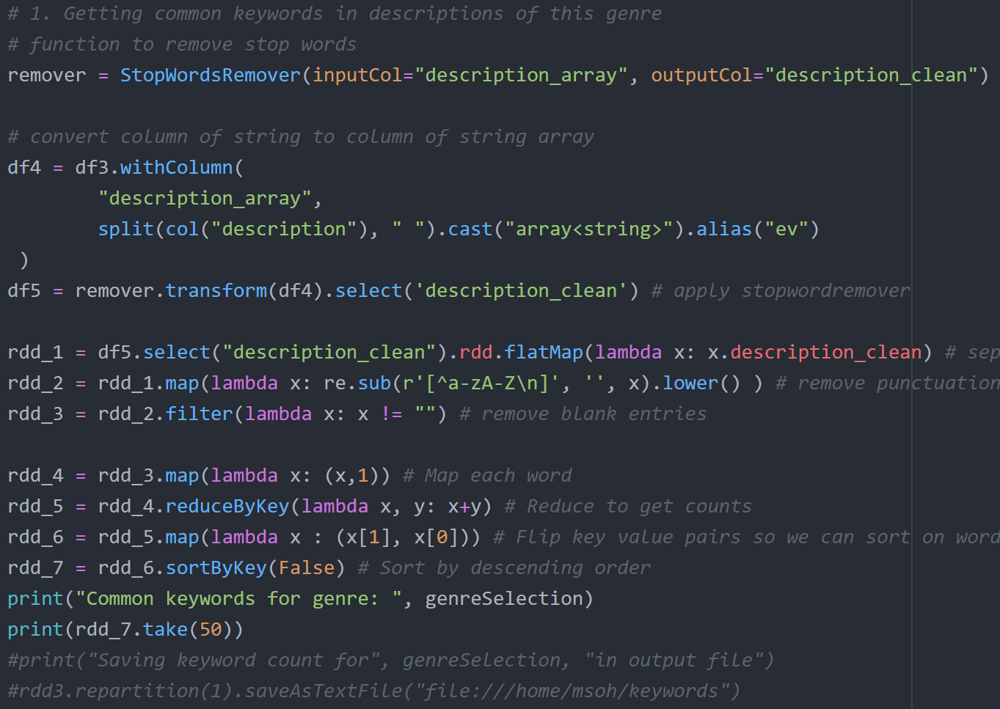 # 1. Getting common keywords in descriptions of this genre
# function to remove stop words
remover = StopWordsRemover(inputCol="description_array", outputCol="description_clean")
# convert column of string to column of string array
df4 = df3.withColumn(
"description_array",
split(col("description"), " ").cast("array<string>").alias("ev")
)
df5 = remover.transform(df4).select('description_clean') # apply stopwordremover
rdd_1 = df5.select("description_clean").rdd.flatMap(lambda x: x.description_clean) # sep
rdd_2 = rdd_1.map(lambda x: re.sub(r'[^a-zA-Z\n]', '', x).lower() ) # remove punctuation
rdd_3 = rdd_2.filter(lambda x: x != "") # remove blank entries
rdd_4 = rdd_3.map(lambda x: (x,1)) # Map each word
rdd_5 = rdd_4.reduceByKey(lambda x, y: x+y) # Reduce to get counts
rdd_6 = rdd_5.map(lambda x : (x[1], x[0])) # Flip key value pairs so we can sort on word
rdd_7 = rdd_6.sortByKey(False) # Sort by descending order
print("Common keywords for genre: ", genreSelection)
print(rdd_7.take(50))
#print("Saving keyword count for", genreSelection, "in output file")
#rdd3.repartition(1).saveAsTextFile("file:///home/msoh/keywords")